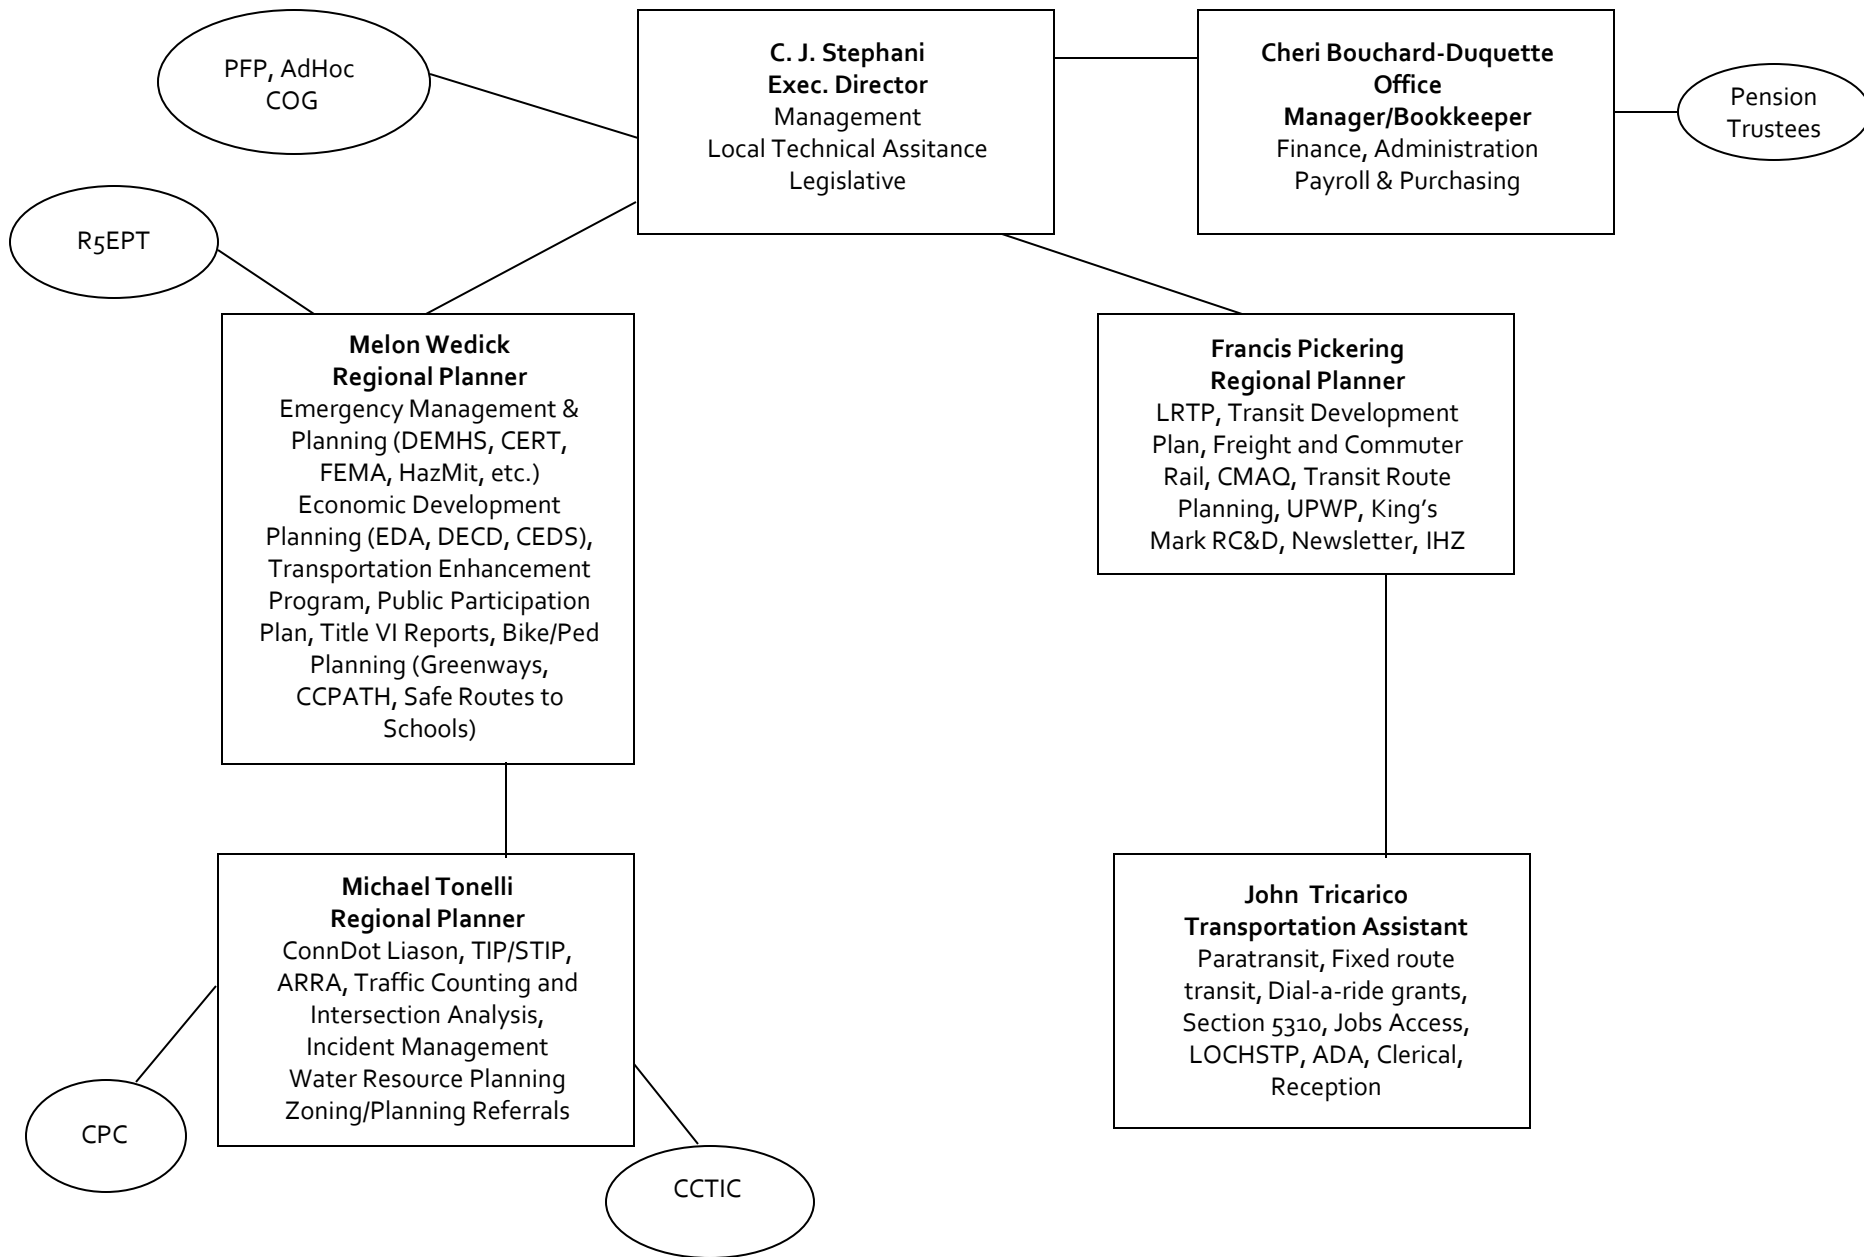 PFP, AdHoc
COG
C. J. Stephani
Exec. Director
Management
Local Technical Assitance
Legislative
Cheri Bouchard-Duquette
Office
Manager/Bookkeeper
Finance, Administration
Payroll & Purchasing
Pension
Trustees
R5EPT
Melon Wedick
Regional Planner
Emergency Management &
Planning (DEMHS, CERT,
FEMA, HazMit, etc.)
Economic Development
Planning (EDA, DECD, CEDS),
Transportation Enhancement
Program, Public Participation
Plan, Title VI Reports, Bike/Ped
Planning (Greenways,
CCPATH, Safe Routes to
Schools)
Francis Pickering
Regional Planner
LRTP, Transit Development
Plan, Freight and Commuter
Rail, CMAQ, Transit Route
Planning, UPWP, King’s
Mark RC&D, Newsletter, IHZ
Michael Tonelli
Regional Planner
ConnDot Liason, TIP/STIP,
ARRA, Traffic Counting and
Intersection Analysis,
Incident Management
Water Resource Planning
Zoning/Planning Referrals
John Tricarico
Transportation Assistant
Paratransit, Fixed route
transit, Dial-a-ride grants,
Section 5310, Jobs Access,
LOCHSTP, ADA, Clerical,
Reception
CPC
CCTIC